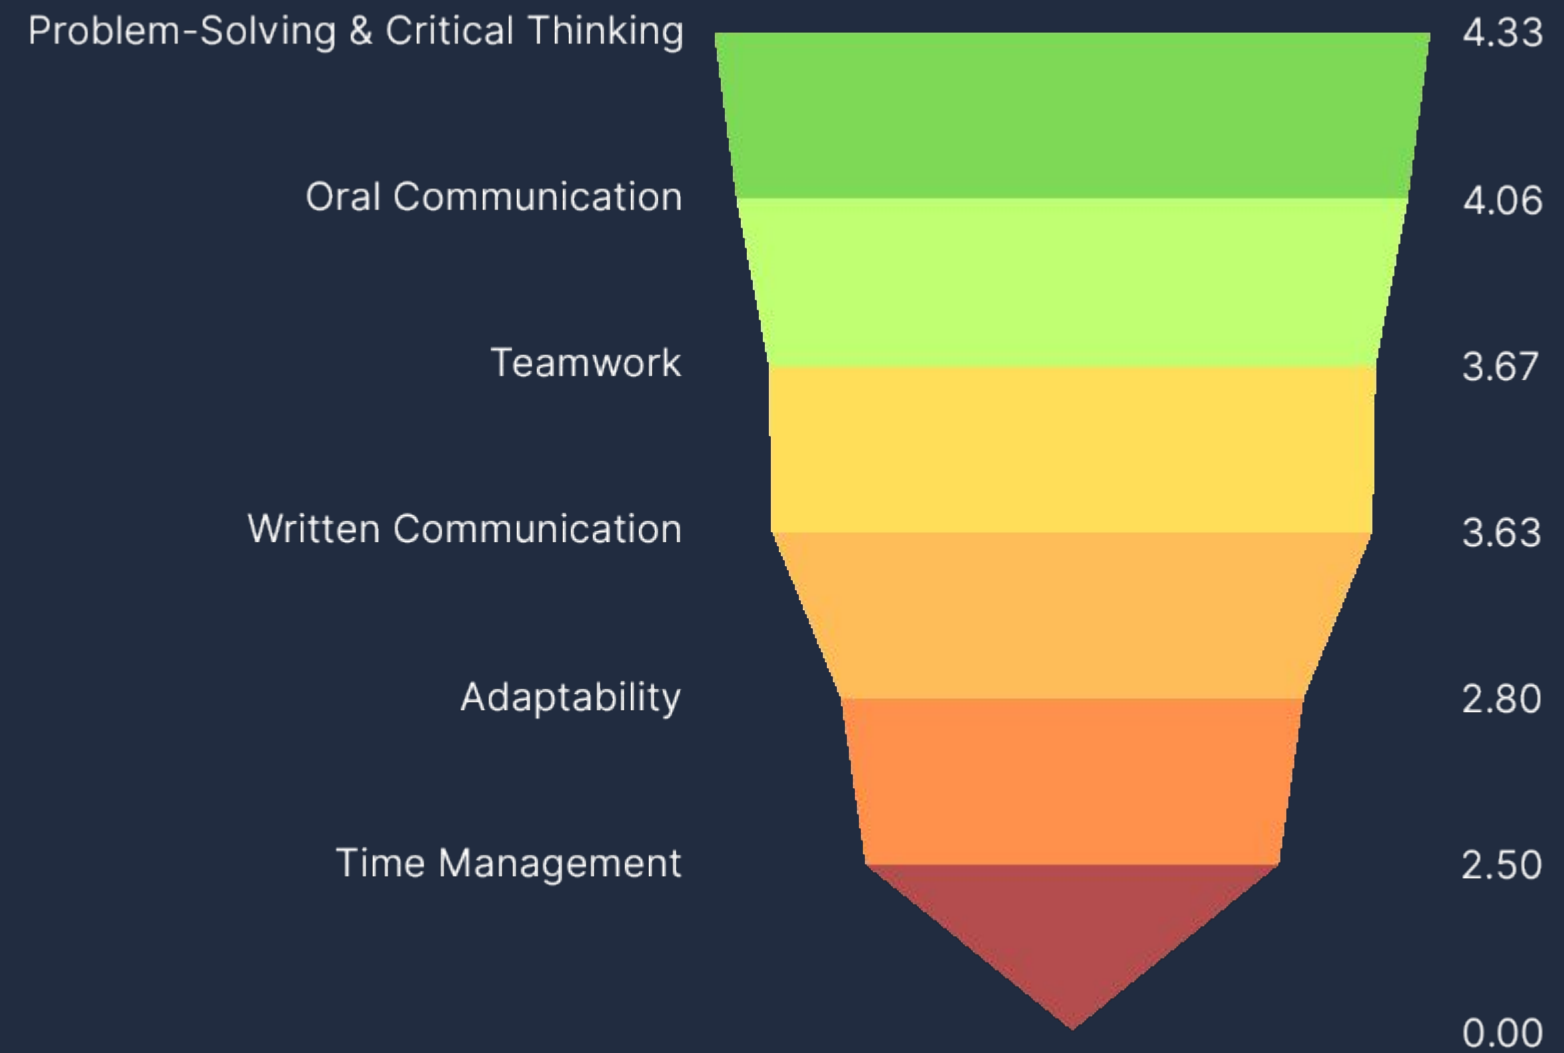 Problem-Solving & Critical Thinking 4.33
Oral Communication 4.06
Teamwork 3.67
Written Communication 3.63
Adaptability 2.80
Time Management 2.50
0.00